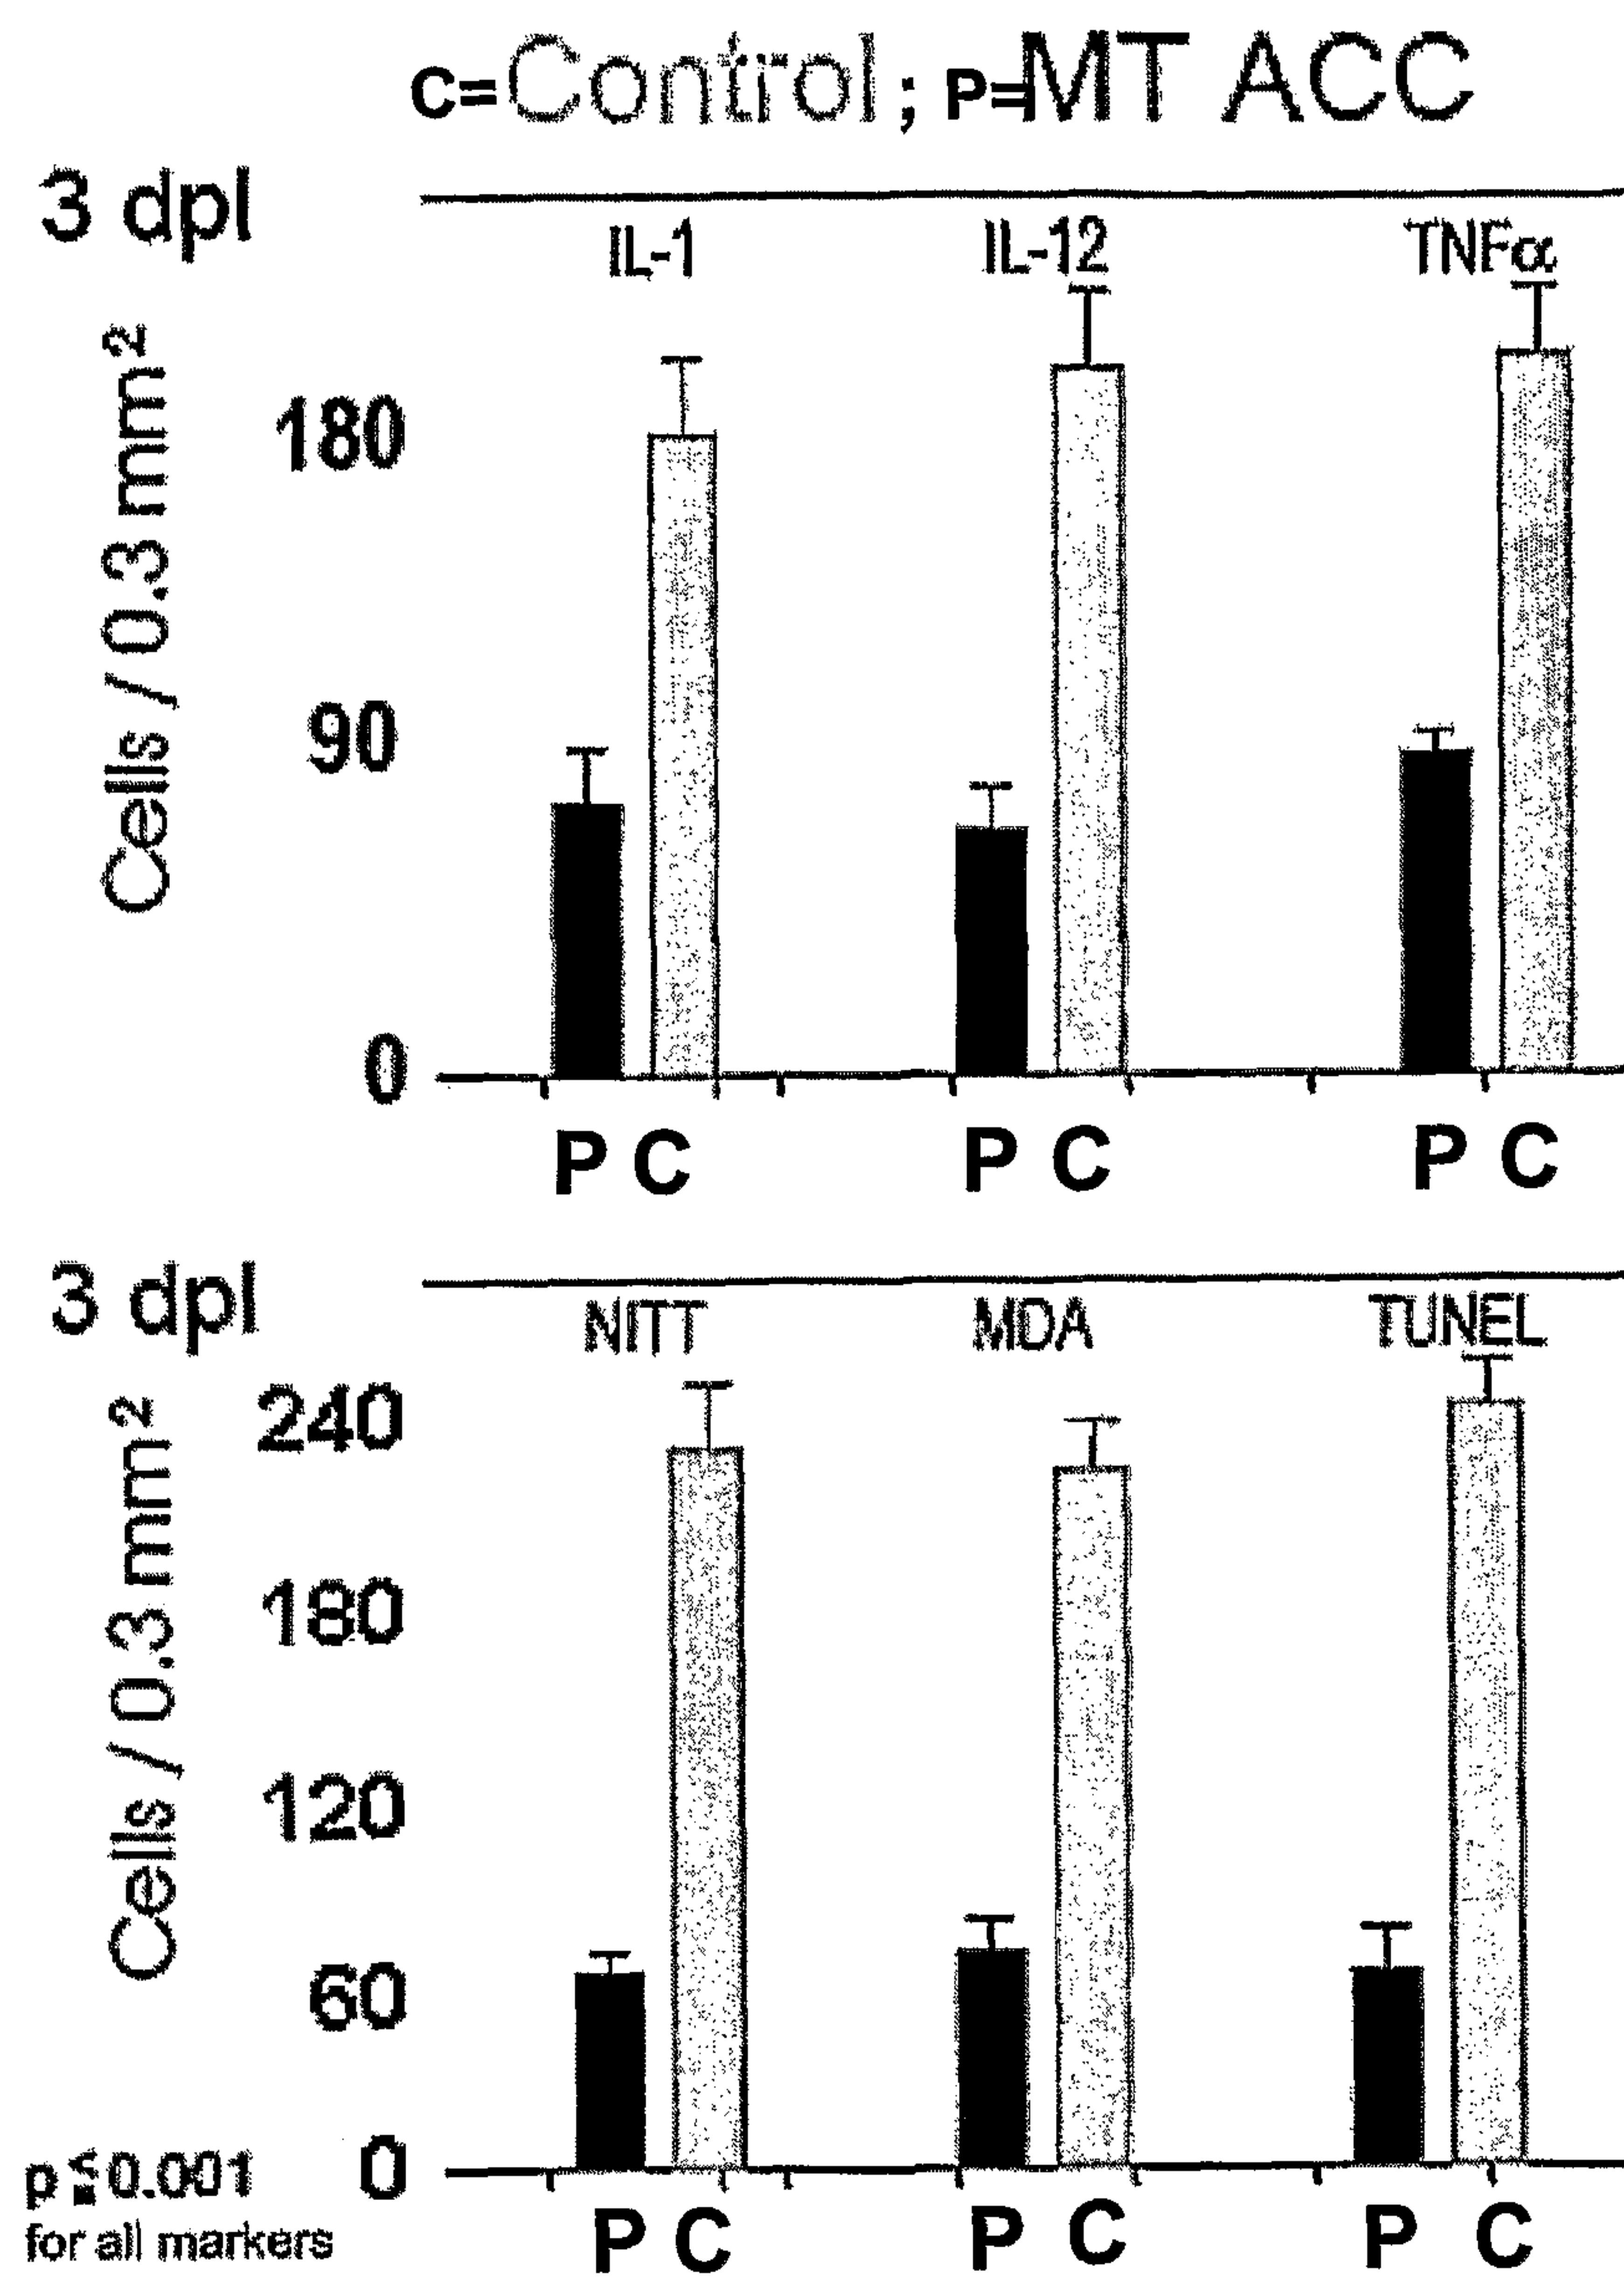 C=Control; P=MT ACC
3 dpl
IL-1 IL-12 TNFα
Cells / 0.3 mm²
180
90
0
P C P C P C
3 dpl
NITT MDA TUNEL
Cells / 0.3 mm²
240
180
120
60
0
p ≦ 0.001
for all markers
P C P C P C